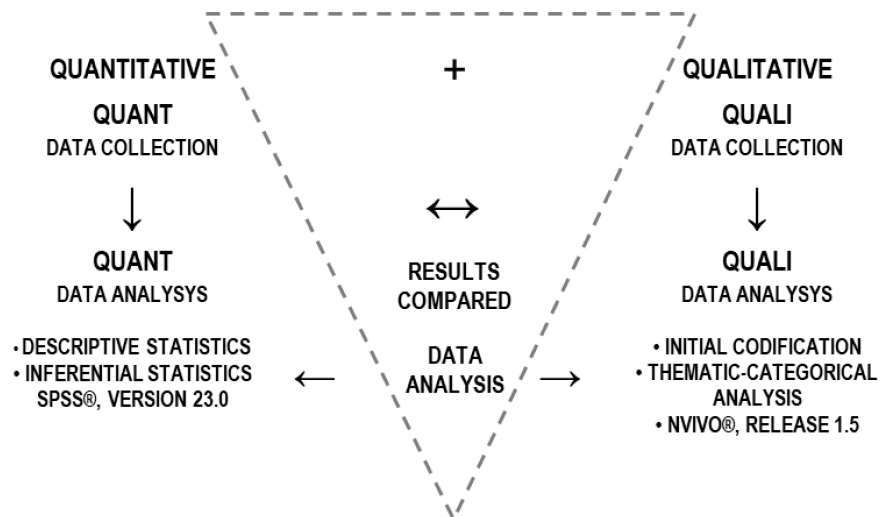 QUANTITATIVE
QUANT
DATA COLLECTION
↓
QUANT
DATA ANALYSYS
• DESCRIPTIVE STATISTICS
• INFERENTIAL STATISTICS
SPSS®, VERSION 23.0
+
↔
RESULTS
COMPARED
← DATA →
ANALYSIS
QUALITATIVE
QUALI
DATA COLLECTION
↓
QUALI
DATA ANALYSYS
• INITIAL CODIFICATION
• THEMATIC-CATEGORICAL
ANALYSIS
• NVIVO®, RELEASE 1.5